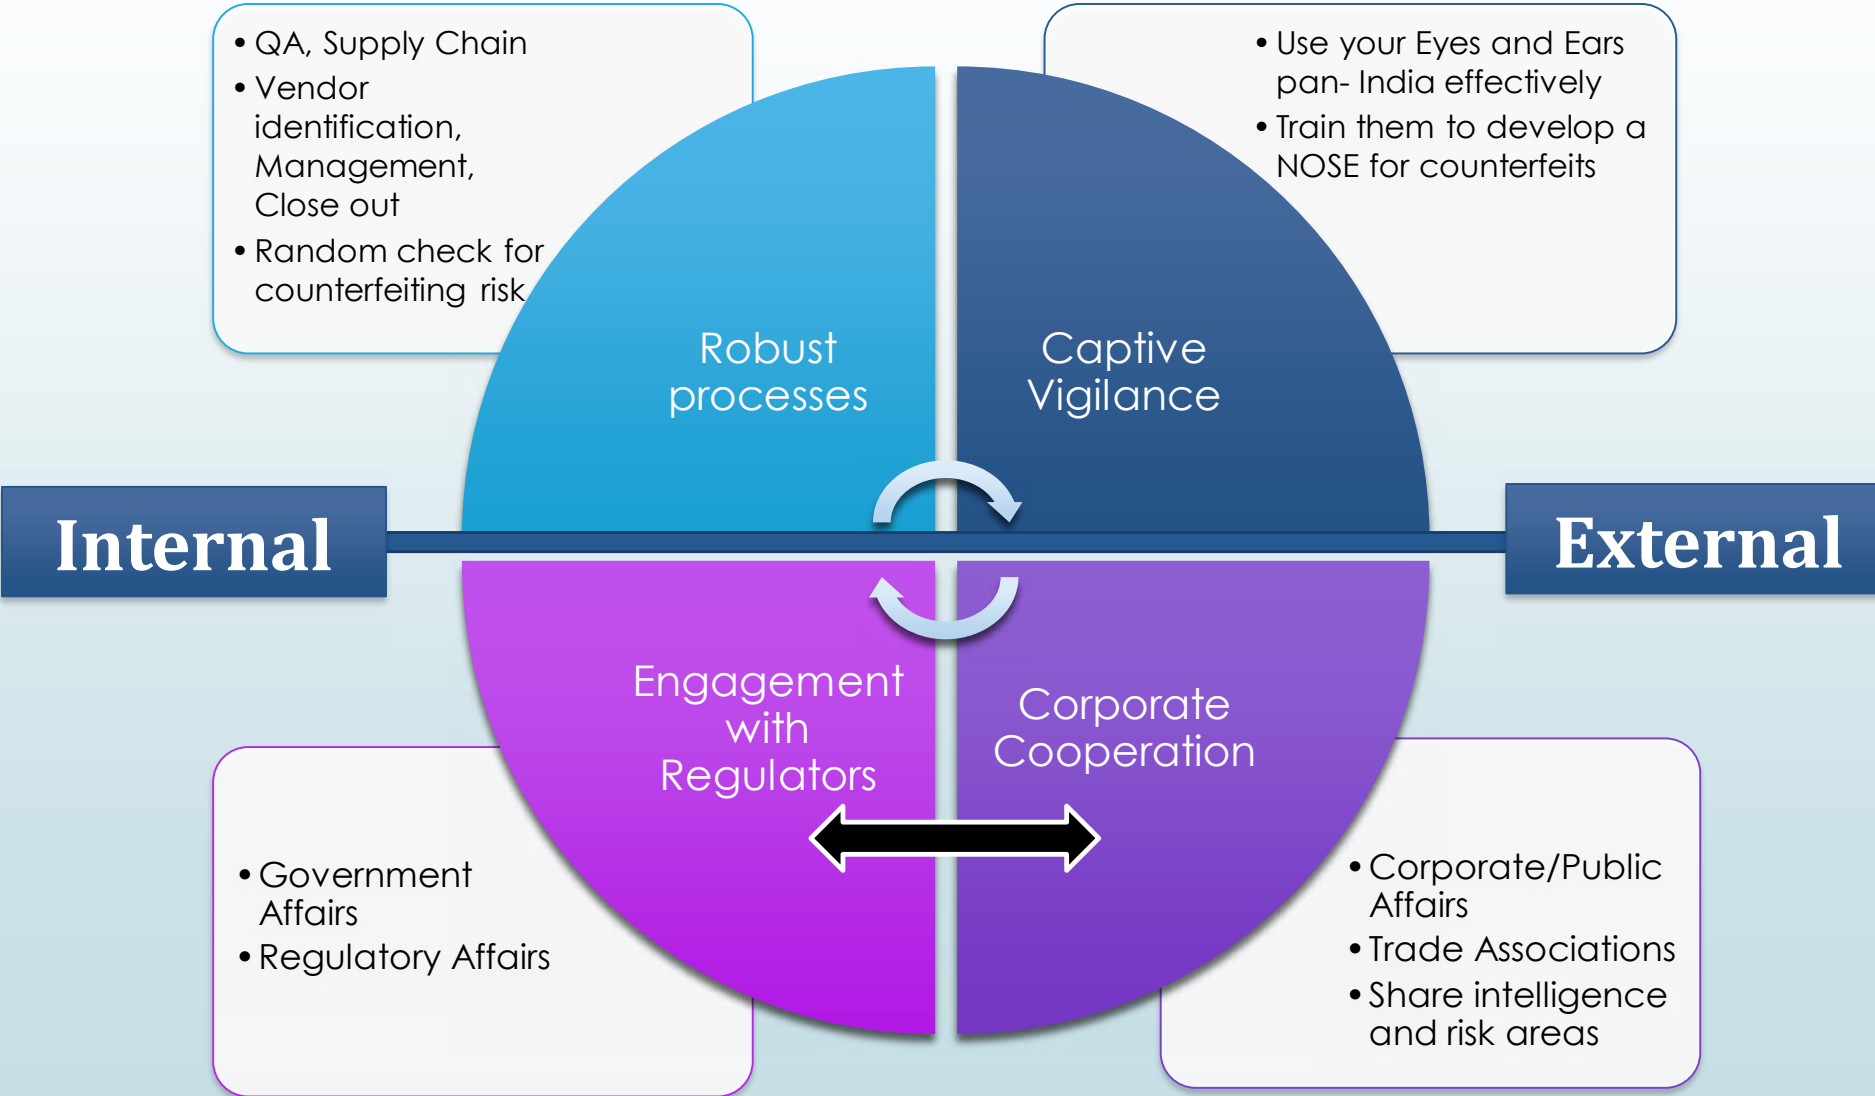 • QA, Supply Chain
• Vendor
identification,
Management,
Close out
• Random check for
counterfeiting risk
• Use your Eyes and Ears
pan- India effectively
• Train them to develop a
NOSE for counterfeits
Robust
processes
Captive
Vigilance
Internal
External
Engagement
with
Regulators
Corporate
Cooperation
• Government
Affairs
• Regulatory Affairs
• Corporate/Public
Affairs
• Trade Associations
• Share intelligence
and risk areas